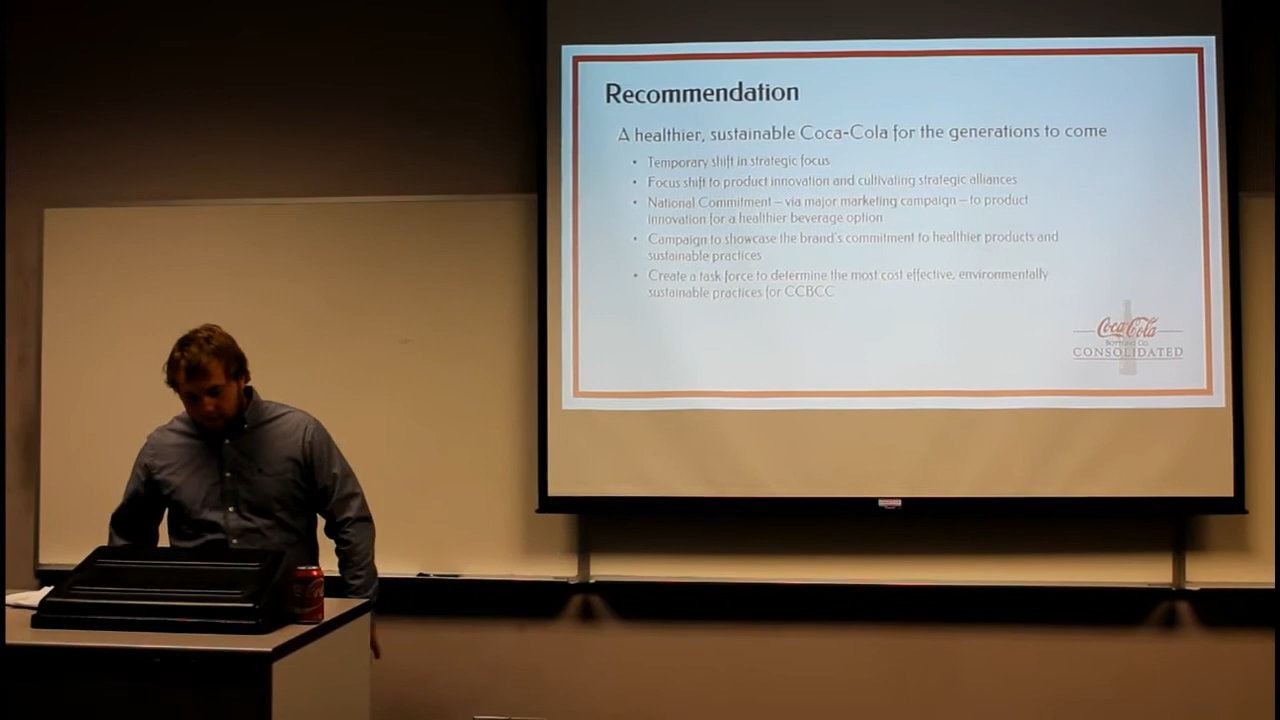 Recommendation
A healthier, sustainable Coca-Cola for the generations to come
• Temporary shift in strategic focus
• Focus shift to product innovation and cultivating strategic alliances
• National Commitment – via major marketing campaign – to product
innovation for a healthier beverage option
• Campaign to showcase the brand's commitment to healthier products and
sustainable practices
• Create a task force to determine the most cost effective, environmentally
sustainable practices for CCBCC
Coca-Cola
Bottling Co.
CONSOLIDATED